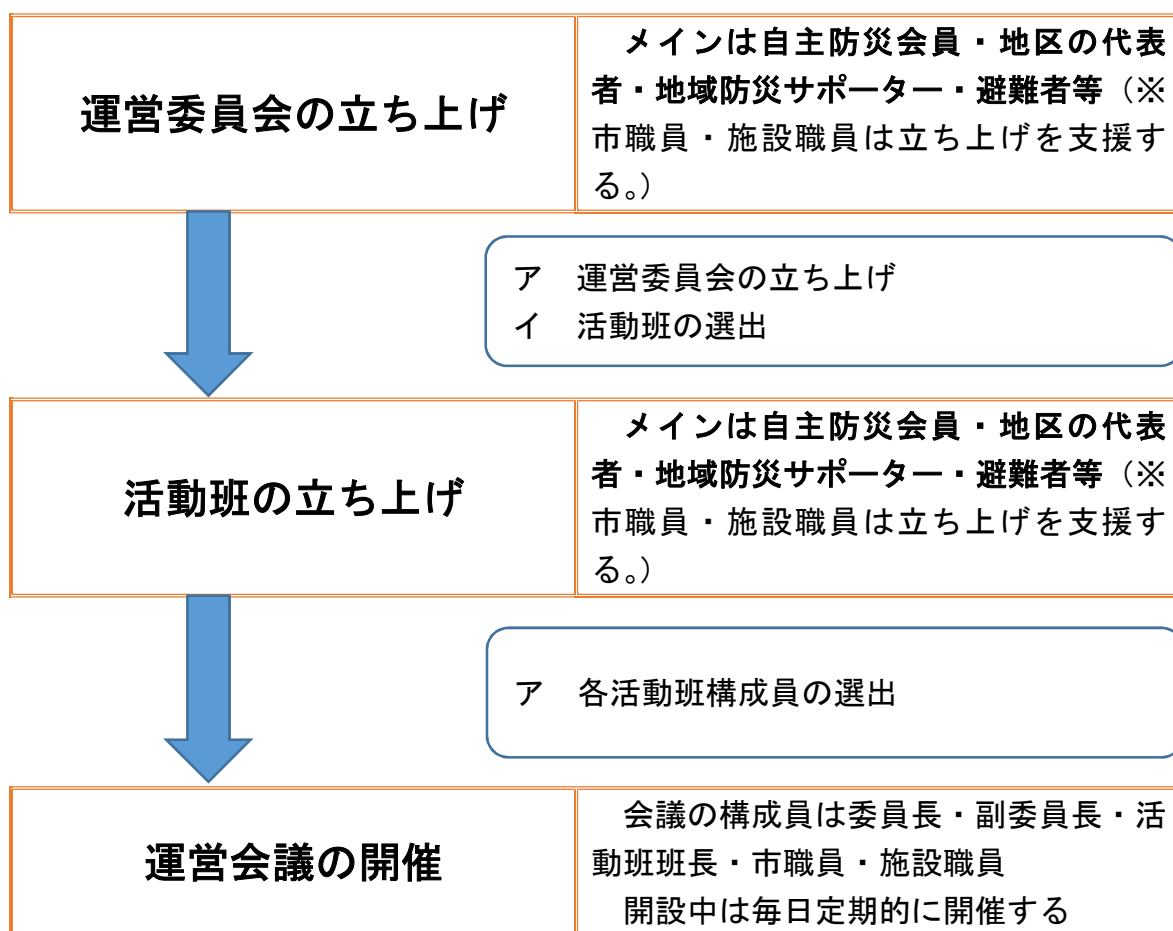 運営委員会の立ち上げ
　メインは自主防災会員・地区の代表
者・地域防災サポーター・避難者等（※
市職員・施設職員は立ち上げを支援す
る。）
ア　運営委員会の立ち上げ
イ　活動班の選出
活動班の立ち上げ
　メインは自主防災会員・地区の代表
者・地域防災サポーター・避難者等（※
市職員・施設職員は立ち上げを支援す
る。）
ア　各活動班構成員の選出
運営会議の開催
　会議の構成員は委員長・副委員長・活
動班班長・市職員・施設職員
　開設中は毎日定期的に開催する